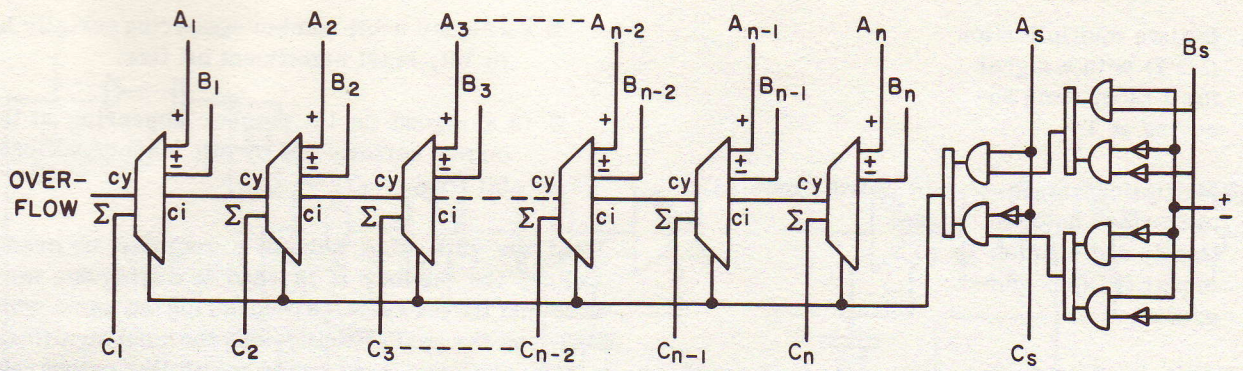 A1 A2 A3 An-2 An-1 An As Bs
B1 B2 B3 Bn-2 Bn-1 Bn
+ + + + + +
± ± ± ± ± ±
OVER-FLOW
cy cy cy cy cy cy
Σ Σ Σ Σ Σ Σ
ci ci ci ci ci
+
-
C1 C2 C3 Cn-2 Cn-1 Cn Cs